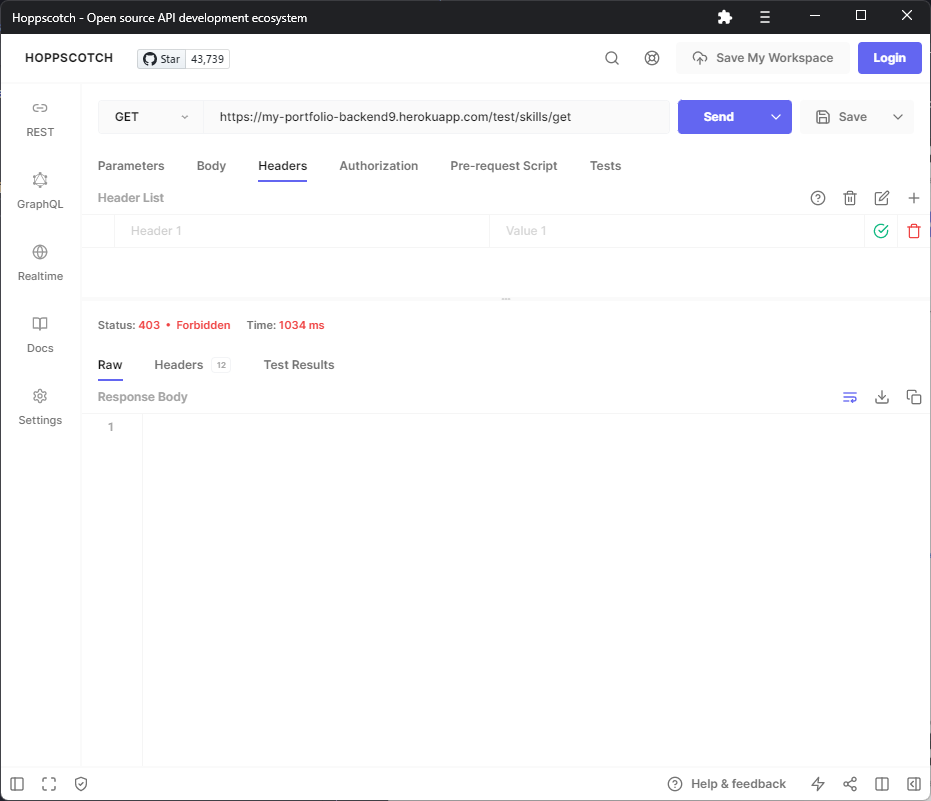 Hoppscotch - Open source API development ecosystem
HOPPSCOTCH Star 43,739 Save My Workspace Login
REST
GraphQL
Realtime
Docs
Settings
GET https://my-portfolio-backend9.herokuapp.com/test/skills/get Send Save
Parameters Body Headers Authorization Pre-request Script Tests
Header List
Header 1 Value 1
Status: 403 • Forbidden Time: 1034 ms
Raw Headers 12 Test Results
Response Body
1
Help & feedback